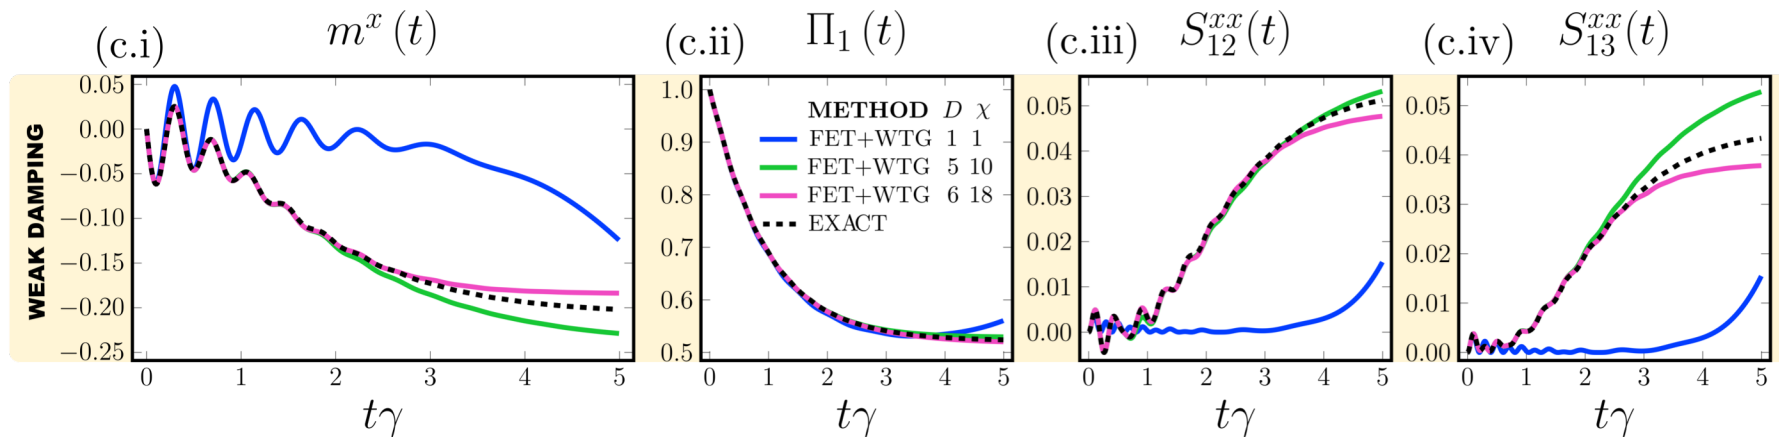 (c.i) mˣ(t)
(c.ii) Π₁(t)
(c.iii) S₁₂ˣˣ(t)
(c.iv) S₁₃ˣˣ(t)
WEAK DAMPING
0.05
0.00
−0.05
−0.10
−0.15
−0.20
−0.25
0 1 2 3 4 5
tγ
1.0
0.9
0.8
0.7
0.6
0.5
METHOD D χ
FET+WTG 1 1
FET+WTG 5 10
FET+WTG 6 18
EXACT
0 1 2 3 4 5
tγ
0.05
0.04
0.03
0.02
0.01
0.00
0 1 2 3 4 5
tγ
0.05
0.04
0.03
0.02
0.01
0.00
0 1 2 3 4 5
tγ